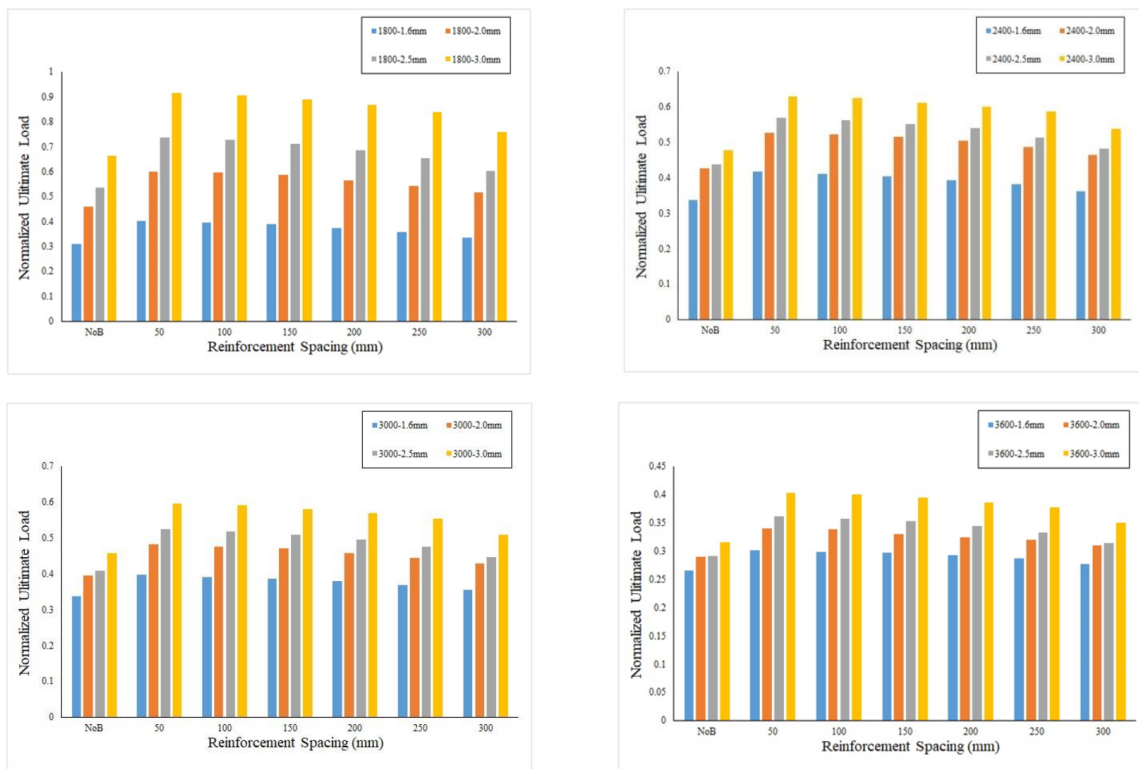 1800-1.6mm 1800-2.0mm
1800-2.5mm 1800-3.0mm
Normalized Ulitimate Load
1
0.9
0.8
0.7
0.6
0.5
0.4
0.3
0.2
0.1
0
NoB 50 100 150 200 250 300
Reinforcement Spacing (mm)
2400-1.6mm 2400-2.0mm
2400-2.5mm 2400-3.0mm
Normalized Ulitimate Load
0.7
0.6
0.5
0.4
0.3
0.2
0.1
0
NoB 50 100 150 200 250 300
Reinforcement Spacing (mm)
3000-1.6mm 3000-2.0mm
3000-2.5mm 3000-3.0mm
Normalized Ulitimate Load
0.7
0.6
0.5
0.4
0.3
0.2
0.1
0
NoB 50 100 150 200 250 300
Reinforcement Spacing (mm)
3600-1.6mm 3600-2.0mm
3600-2.5mm 3600-3.0mm
Normalized Ulitimate Load
0.45
0.4
0.35
0.3
0.25
0.2
0.15
0.1
0.05
0
NoB 50 100 150 200 250 300
Reinforcement Spacing (mm)